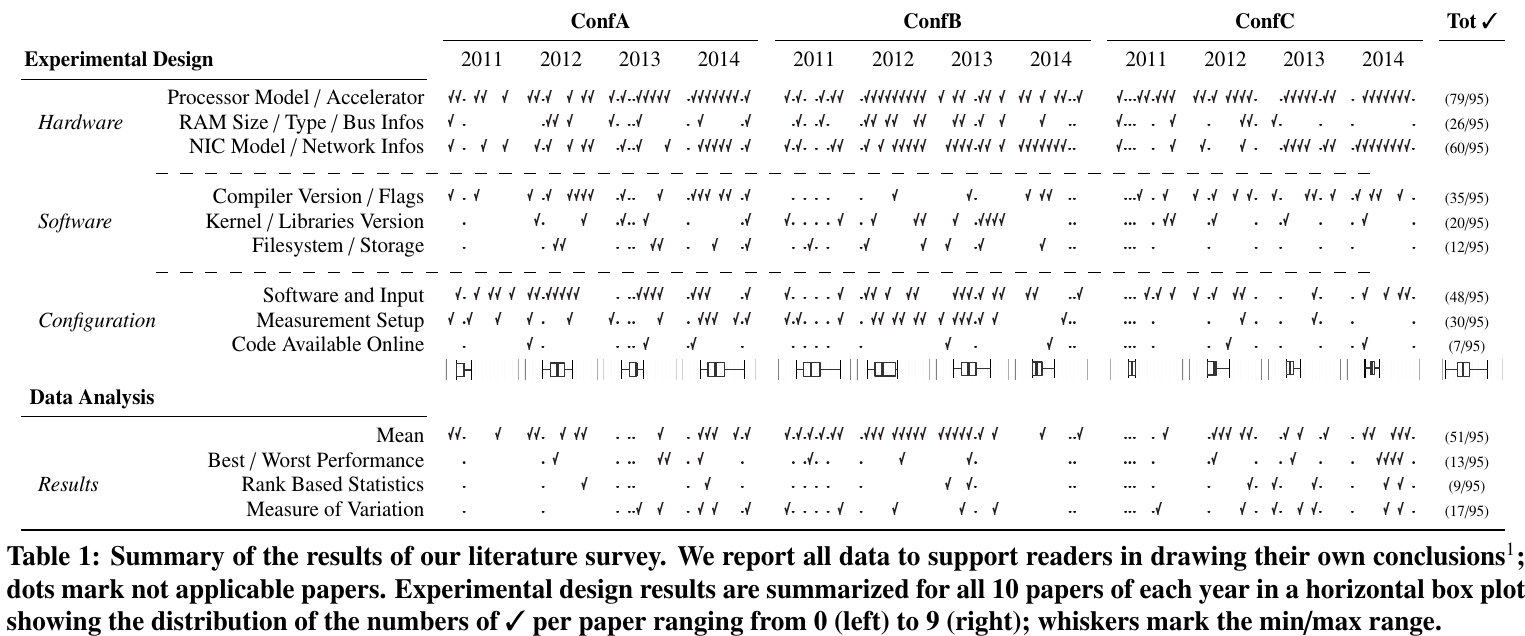 ConfA ConfB ConfC Tot ✓
Experimental Design 2011 2012 2013 2014 2011 2012 2013 2014 2011 2012 2013 2014
Processor Model / Accelerator (79/95)
Hardware RAM Size / Type / Bus Infos (26/95)
NIC Model / Network Infos (60/95)
Compiler Version / Flags (35/95)
Software Kernel / Libraries Version (20/95)
Filesystem / Storage (12/95)
Software and Input (48/95)
Configuration Measurement Setup (30/95)
Code Available Online (7/95)
Data Analysis
Mean (51/95)
Best / Worst Performance (13/95)
Results Rank Based Statistics (9/95)
Measure of Variation (17/95)
Table 1: Summary of the results of our literature survey. We report all data to support readers in drawing their own conclusions¹;
dots mark not applicable papers. Experimental design results are summarized for all 10 papers of each year in a horizontal box plot
showing the distribution of the numbers of ✓ per paper ranging from 0 (left) to 9 (right); whiskers mark the min/max range.